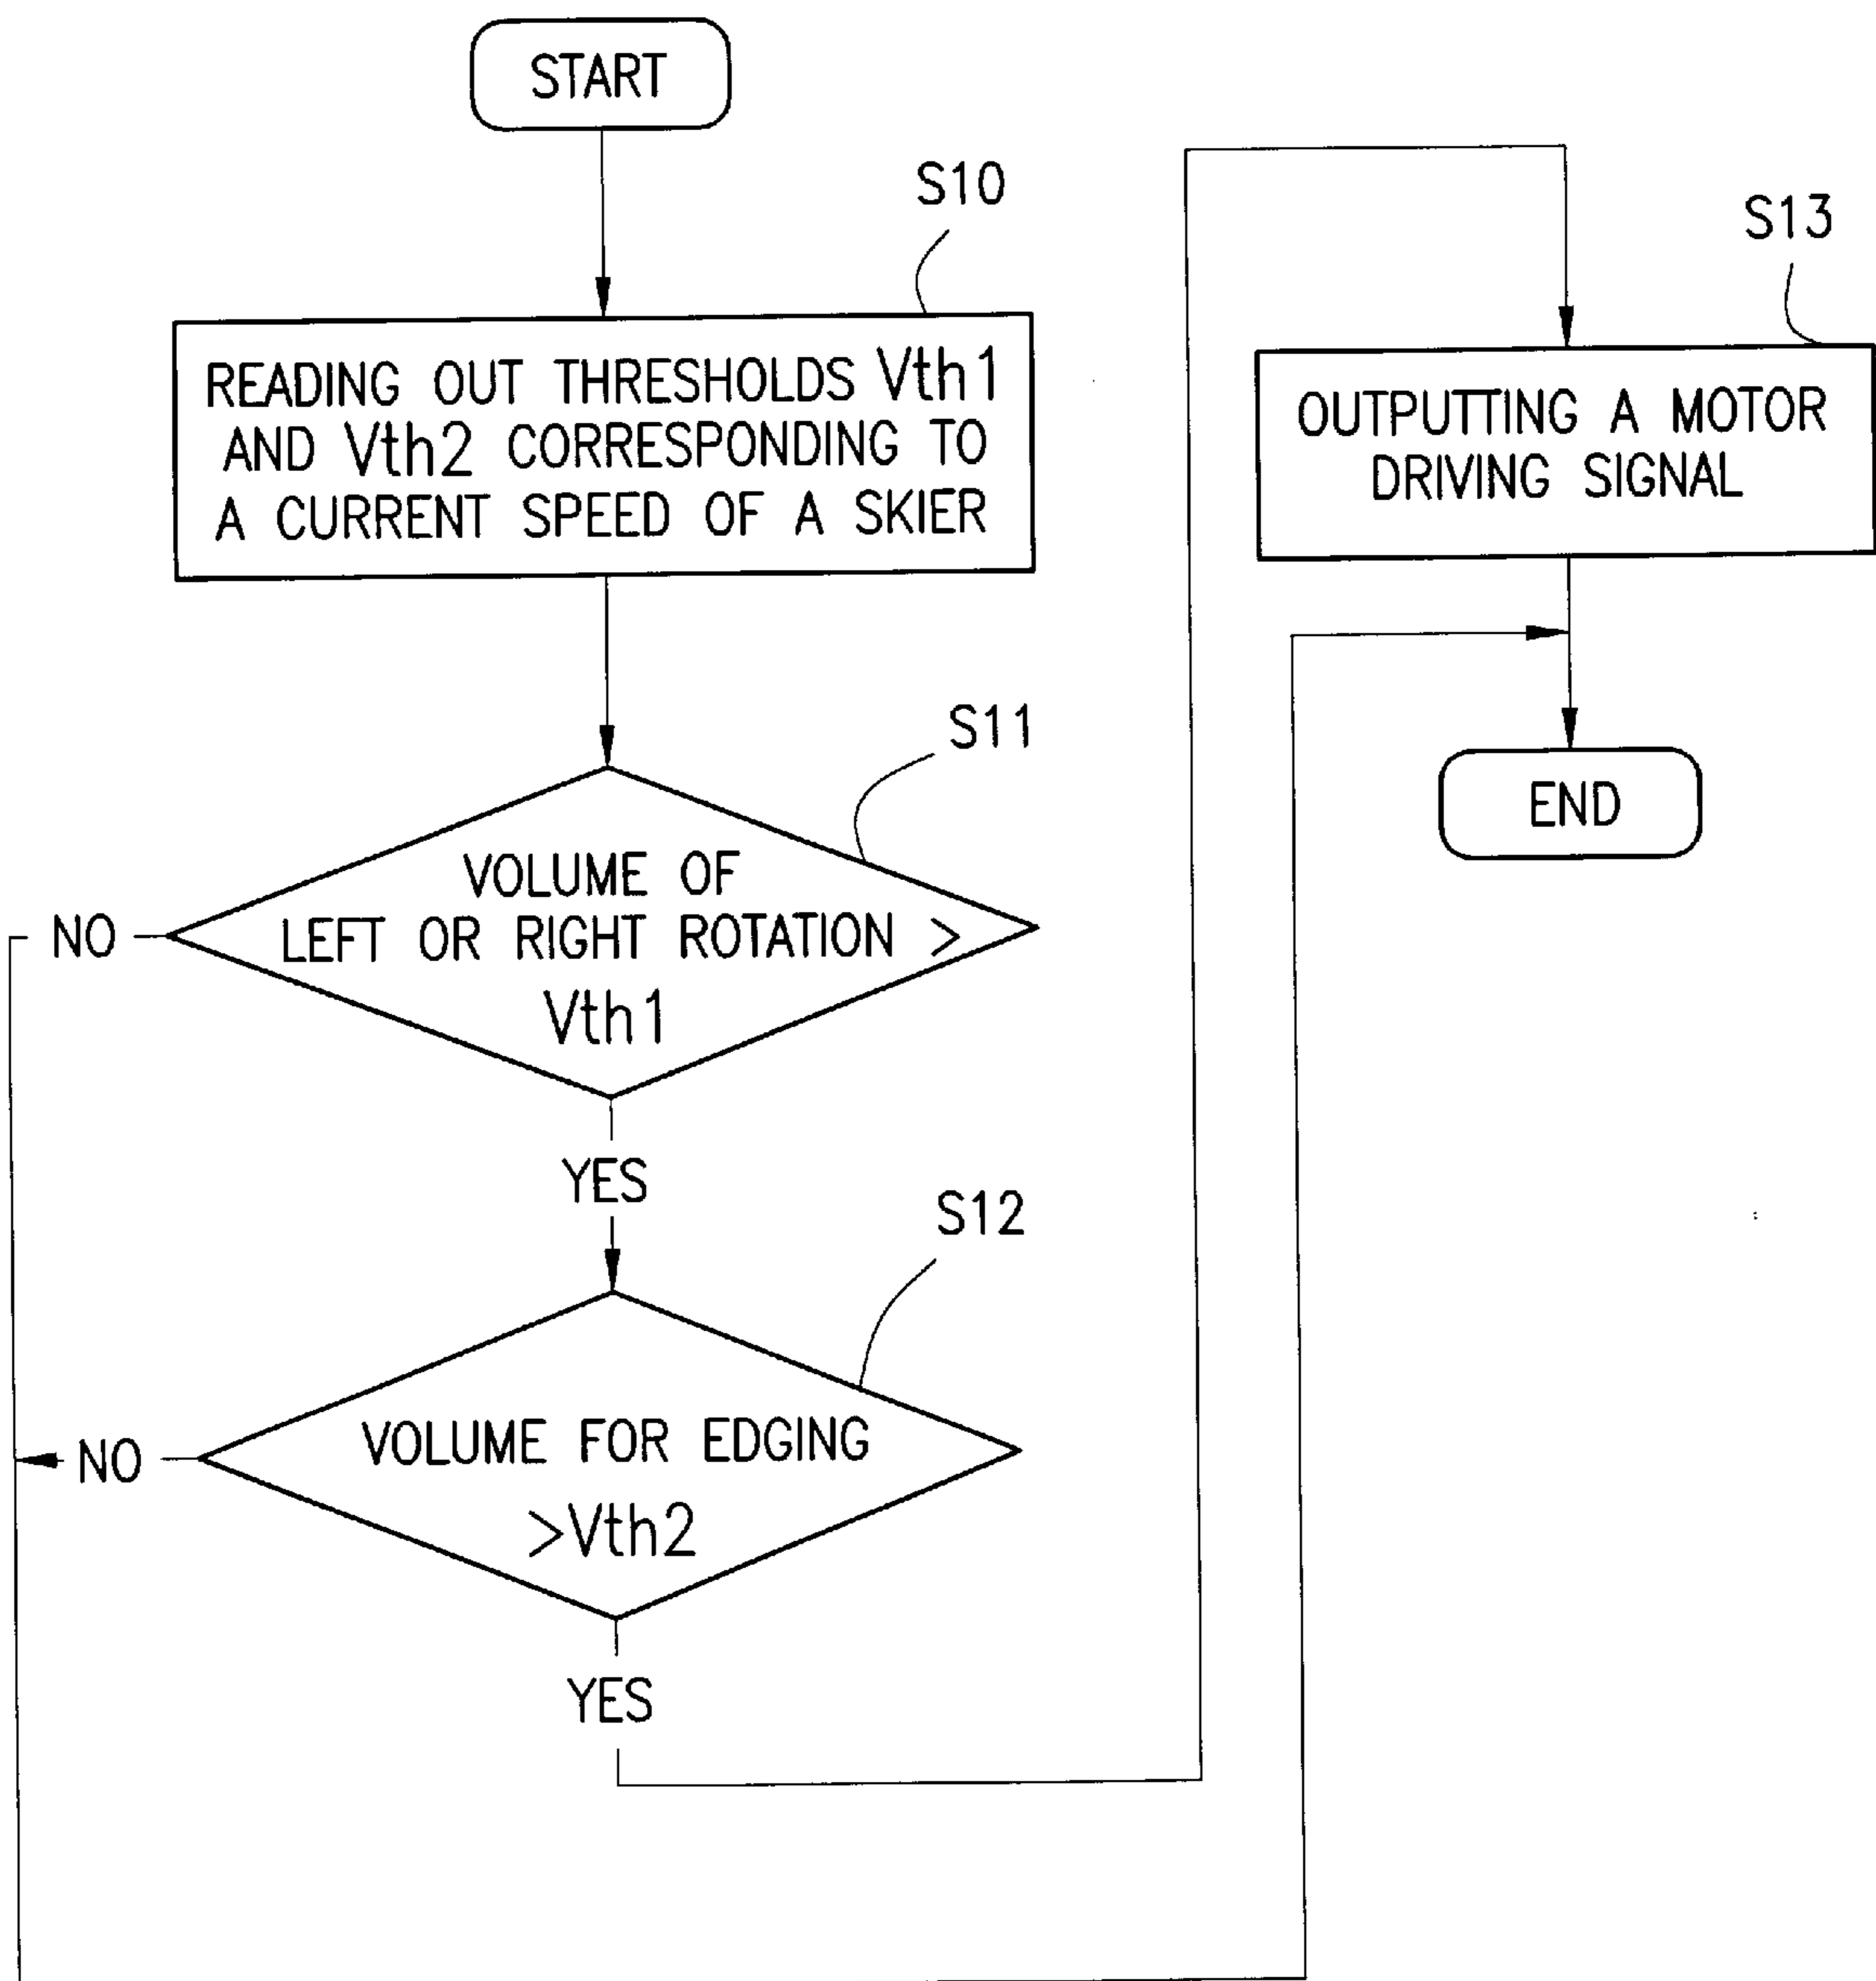 START
S10
READING OUT THRESHOLDS Vth1
AND Vth2 CORRESPONDING TO
A CURRENT SPEED OF A SKIER
S11
VOLUME OF
LEFT OR RIGHT ROTATION >
Vth1
NO
YES
S12
VOLUME FOR EDGING
>Vth2
NO
YES
S13
OUTPUTTING A MOTOR
DRIVING SIGNAL
END